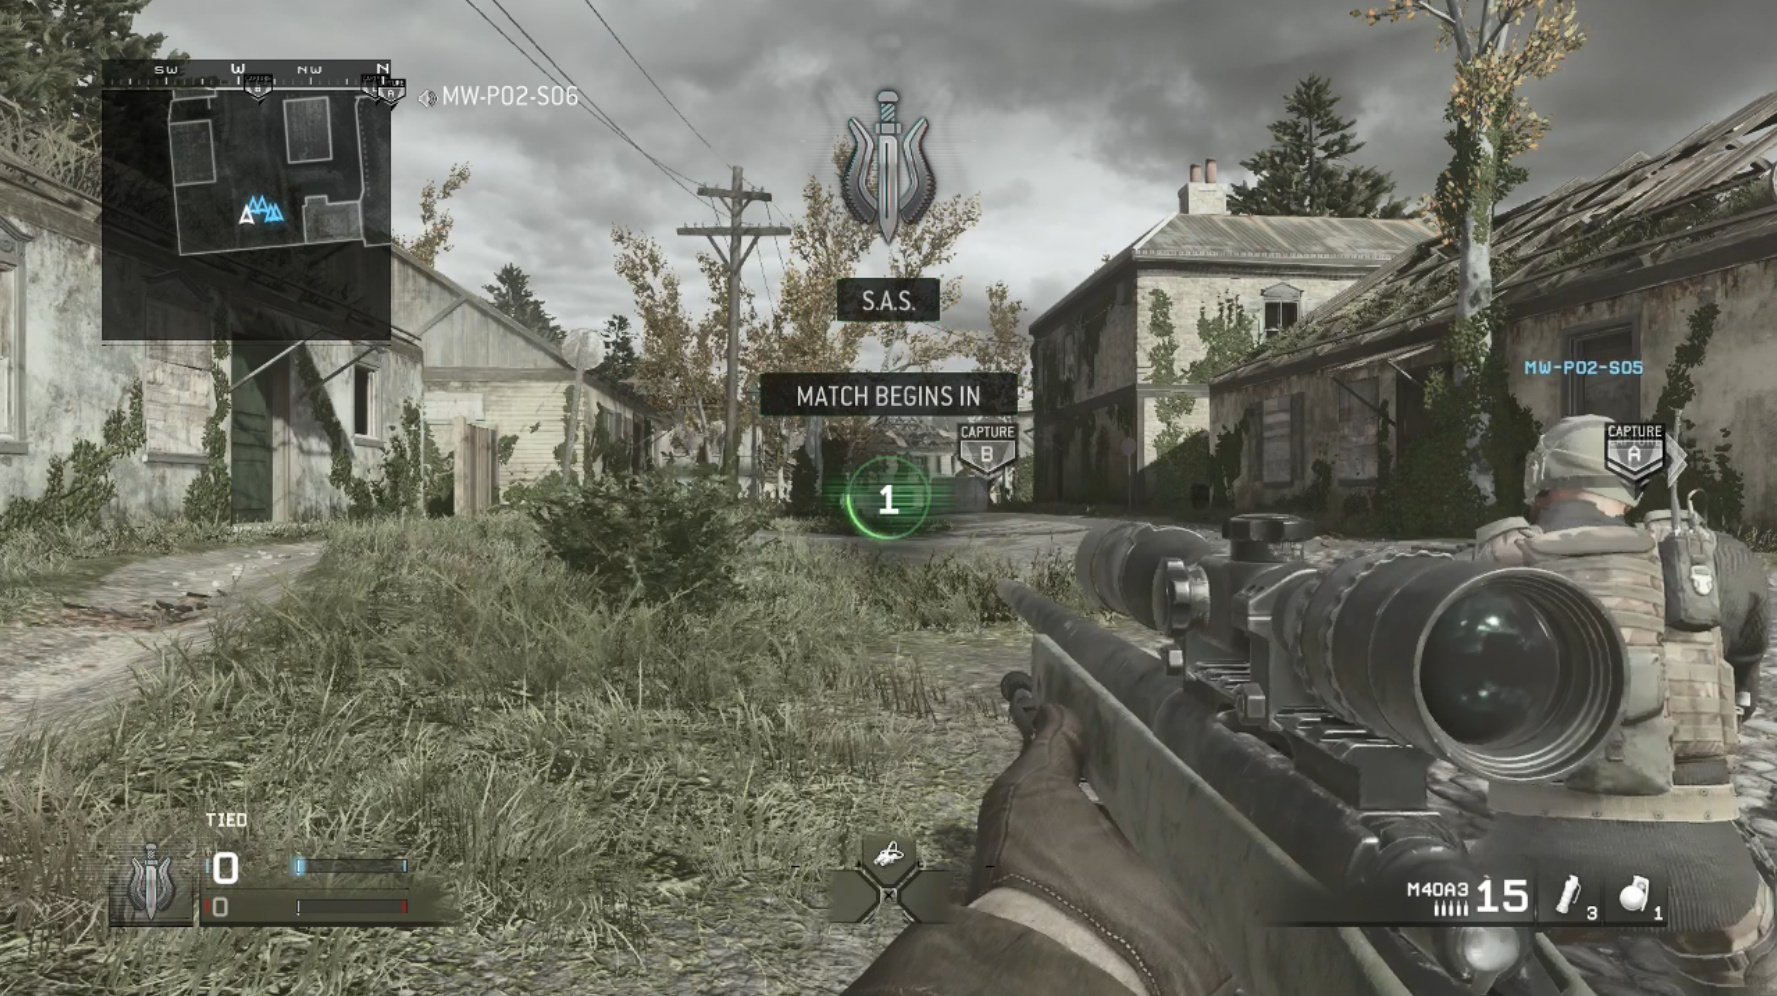 SW W NW N
MW-P02-S06
S.A.S.
MATCH BEGINS IN
CAPTURE
B
1
MW-P02-S05
CAPTURE
A
TIED
0
0
M40A3 15
3
1